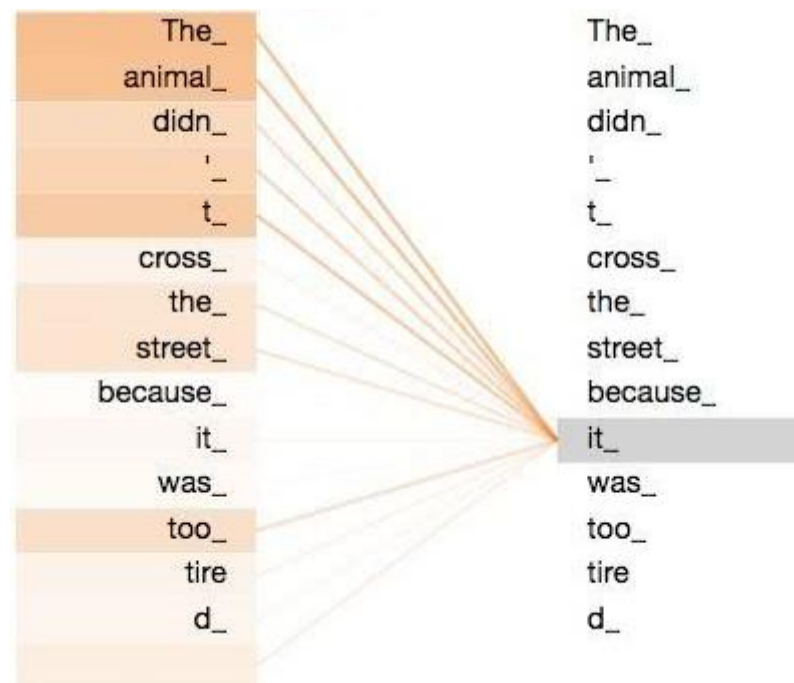 The_ The_
animal_ animal_
didn_ didn_
'_ '_
t_ t_
cross_ cross_
the_ the_
street_ street_
because_ because_
it_ it_
was_ was_
too_ too_
tire tire
d_ d_